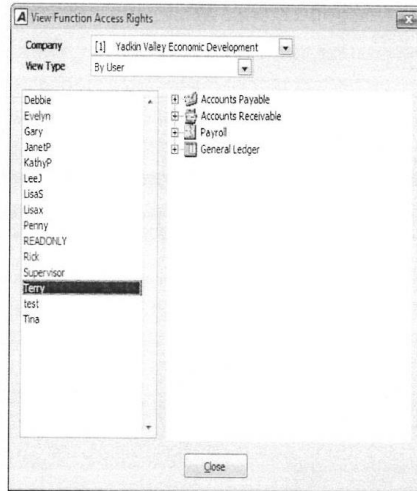 A View Function Access Rights
Company [1] Yadkin Valley Economic Development
View Type By User
Debbie
Evelyn
Gary
JanetP
KathyP
LeeJ
LisaS
Lisax
Penny
READONLY
Rick
Supervisor
Terry
test
Tina
Accounts Payable
Accounts Receivable
Payroll
General Ledger
Close